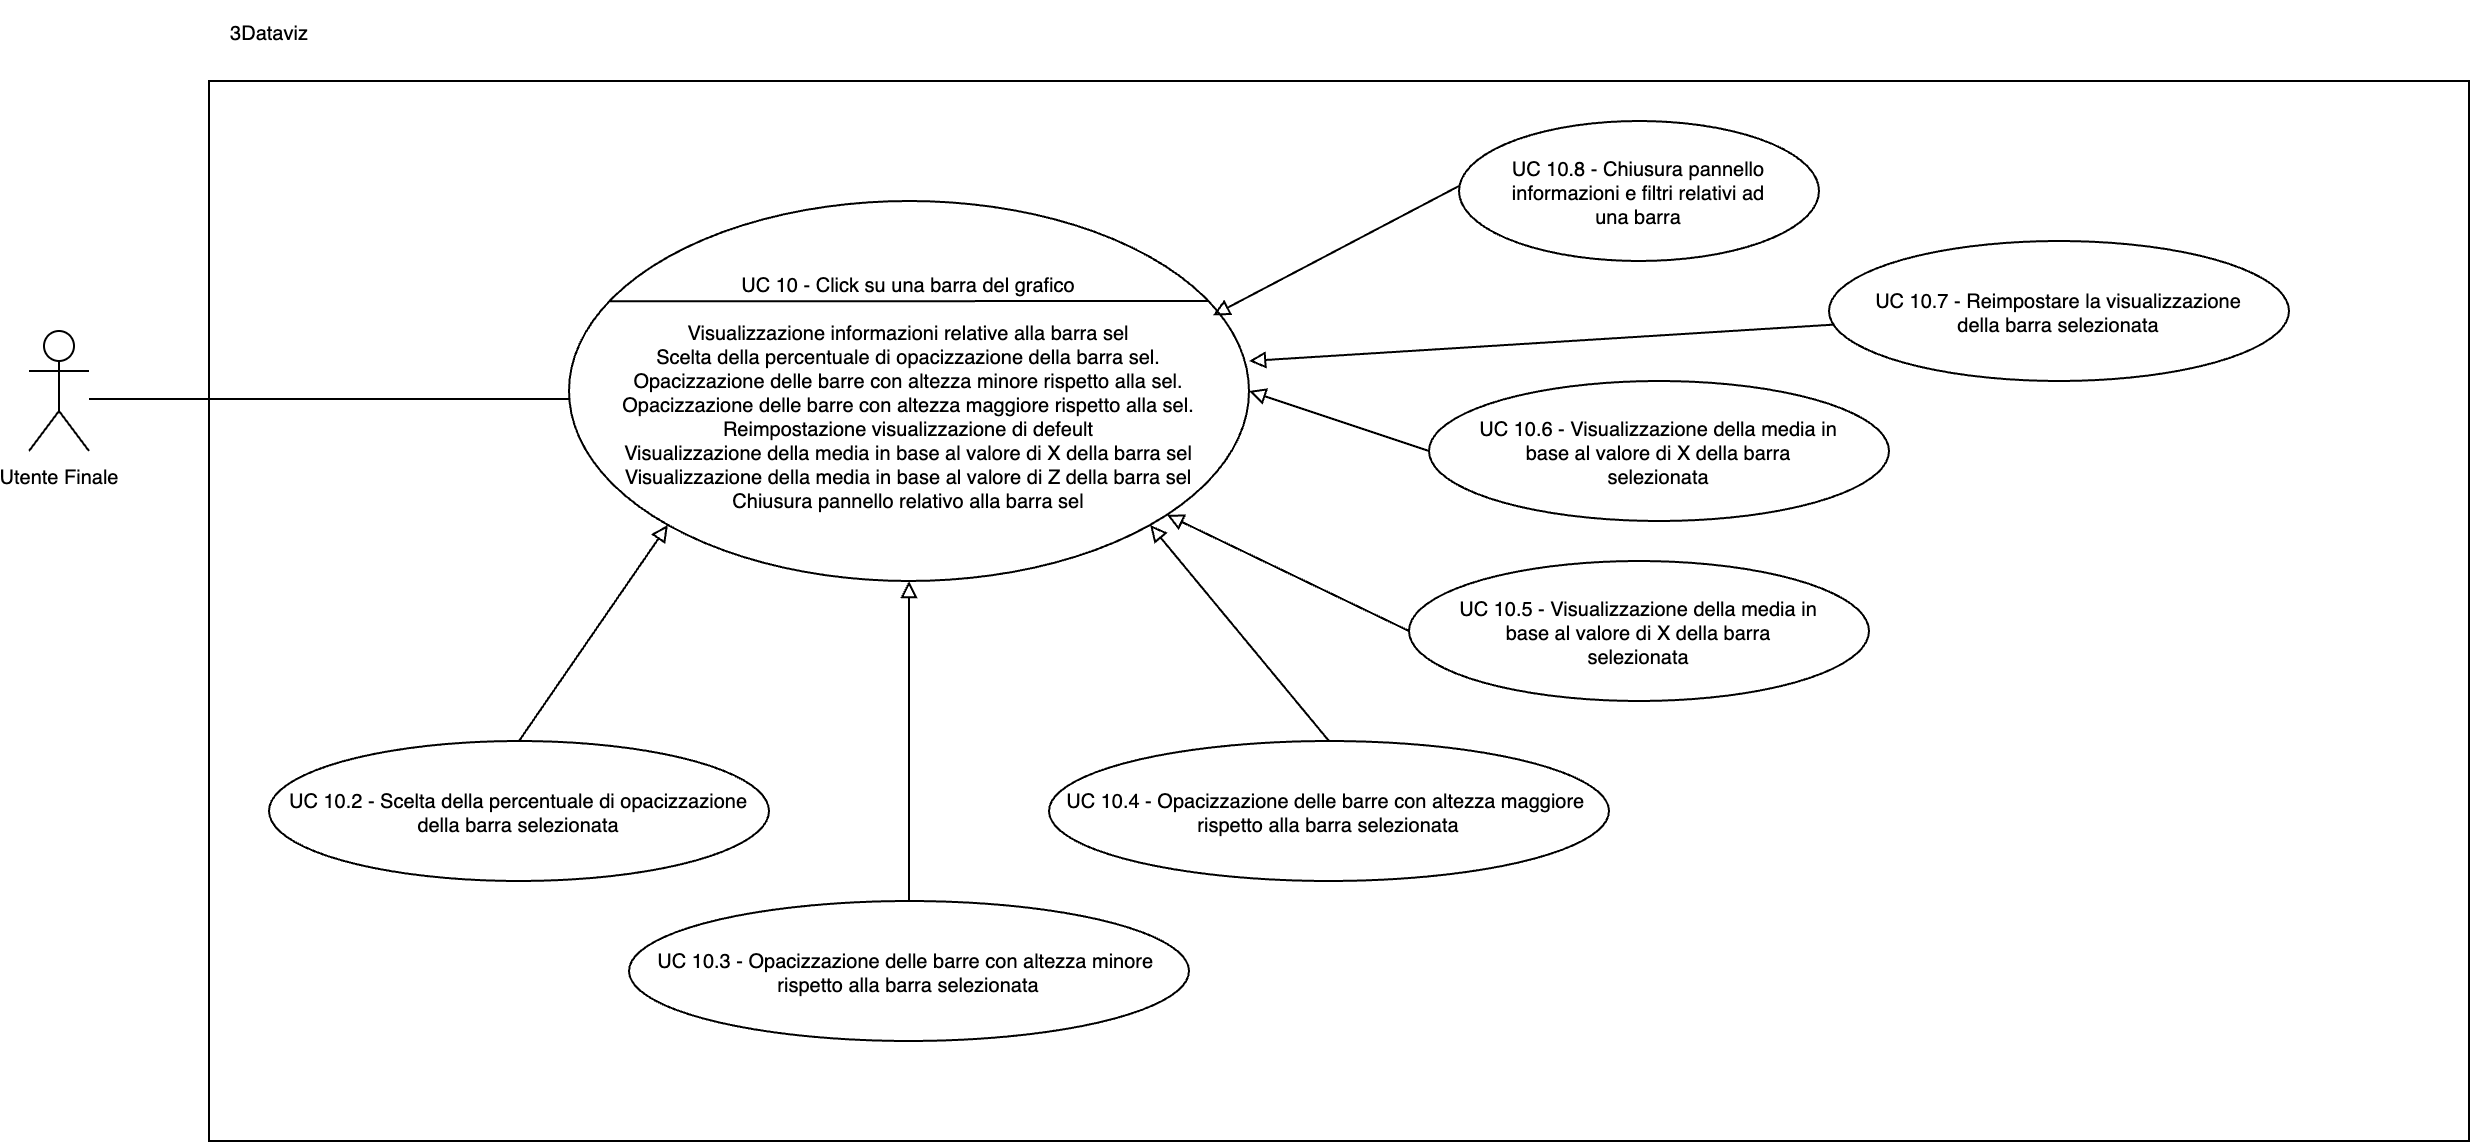 3Dataviz
UC 10.8 - Chiusura pannello
informazioni e filtri relativi ad
una barra
UC 10 - Click su una barra del grafico
Visualizzazione informazioni relative alla barra sel
Scelta della percentuale di opacizzazione della barra sel.
Opacizzazione delle barre con altezza minore rispetto alla sel.
Opacizzazione delle barre con altezza maggiore rispetto alla sel.
Reimpostazione visualizzazione di defeult
Visualizzazione della media in base al valore di X della barra sel
Visualizzazione della media in base al valore di Z della barra sel
Chiusura pannello relativo alla barra sel
UC 10.7 - Reimpostare la visualizzazione
della barra selezionata
UC 10.6 - Visualizzazione della media in
base al valore di X della barra
selezionata
Utente Finale
UC 10.5 - Visualizzazione della media in
base al valore di X della barra
selezionata
UC 10.2 - Scelta della percentuale di opacizzazione
della barra selezionata
UC 10.4 - Opacizzazione delle barre con altezza maggiore
rispetto alla barra selezionata
UC 10.3 - Opacizzazione delle barre con altezza minore
rispetto alla barra selezionata